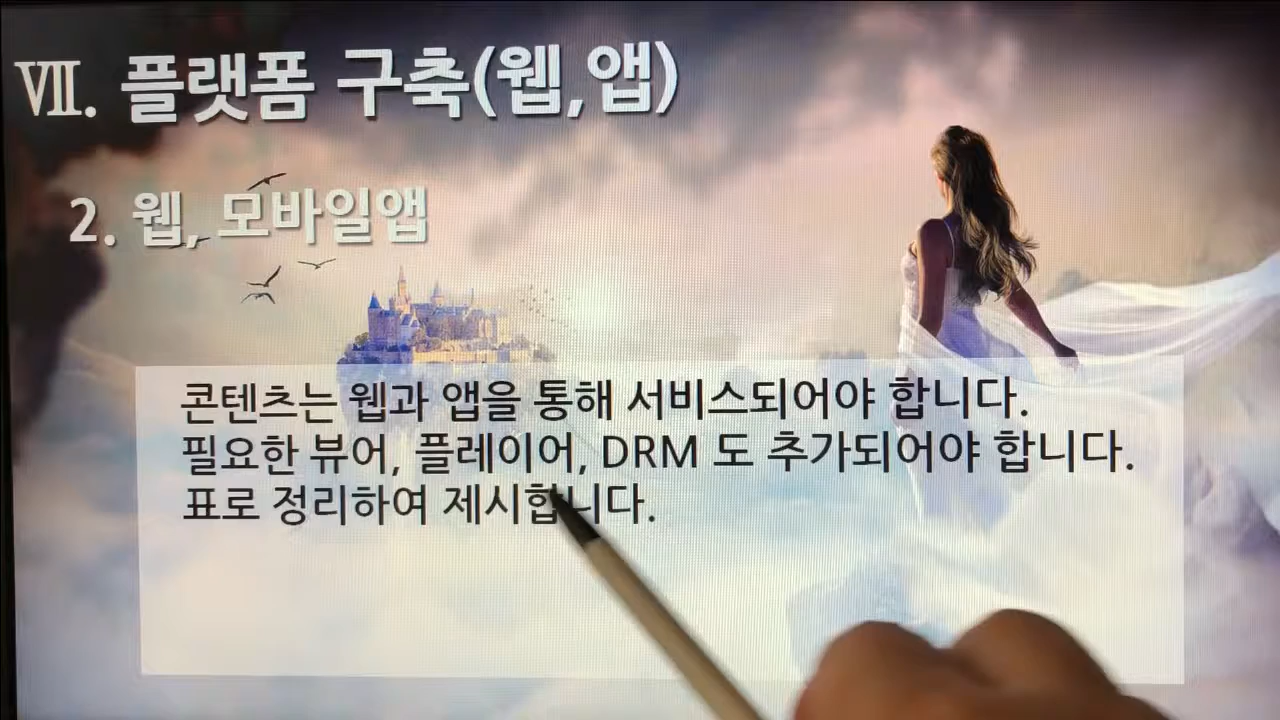 Ⅶ. 플랫폼 구축(웹,앱)
2. 웹, 모바일앱
콘텐츠는 웹과 앱을 통해 서비스되어야 합니다.
필요한 뷰어, 플레이어, DRM 도 추가되어야 합니다.
표로 정리하여 제시합니다.